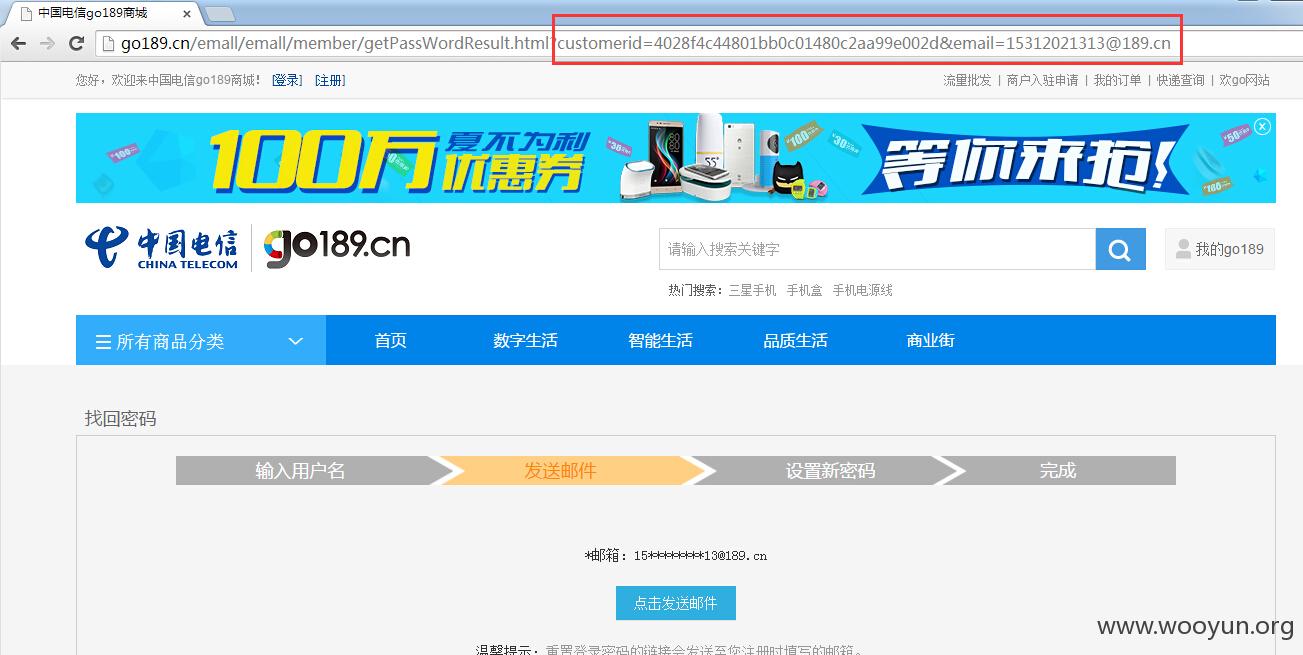 中国电信go189商城
go189.cn/emall/emall/member/getPassWordResult.html?customerid=4028f4c44801bb0c01480c2aa99e002d&email=15312021313@189.cn
您好，欢迎来中国电信go189商城！ [登录] [注册]
流量批发 | 商户入驻申请 | 我的订单 | 快递查询 | 欢go网站
100万 爱不为利 优惠券 等你来抢!
中国电信 CHINA TELECOM go189.cn
请输入搜索关键字
我的go189
热门搜索： 三星手机 手机盒 手机电源线
所有商品分类 首页 数字生活 智能生活 品质生活 商业街
找回密码
输入用户名 发送邮件 设置新密码 完成
*邮箱: 15********13@189.cn
点击发送邮件
www.wooyun.org
温馨提示: 重置登录密码的链接会发送至您注册时填写的邮箱。